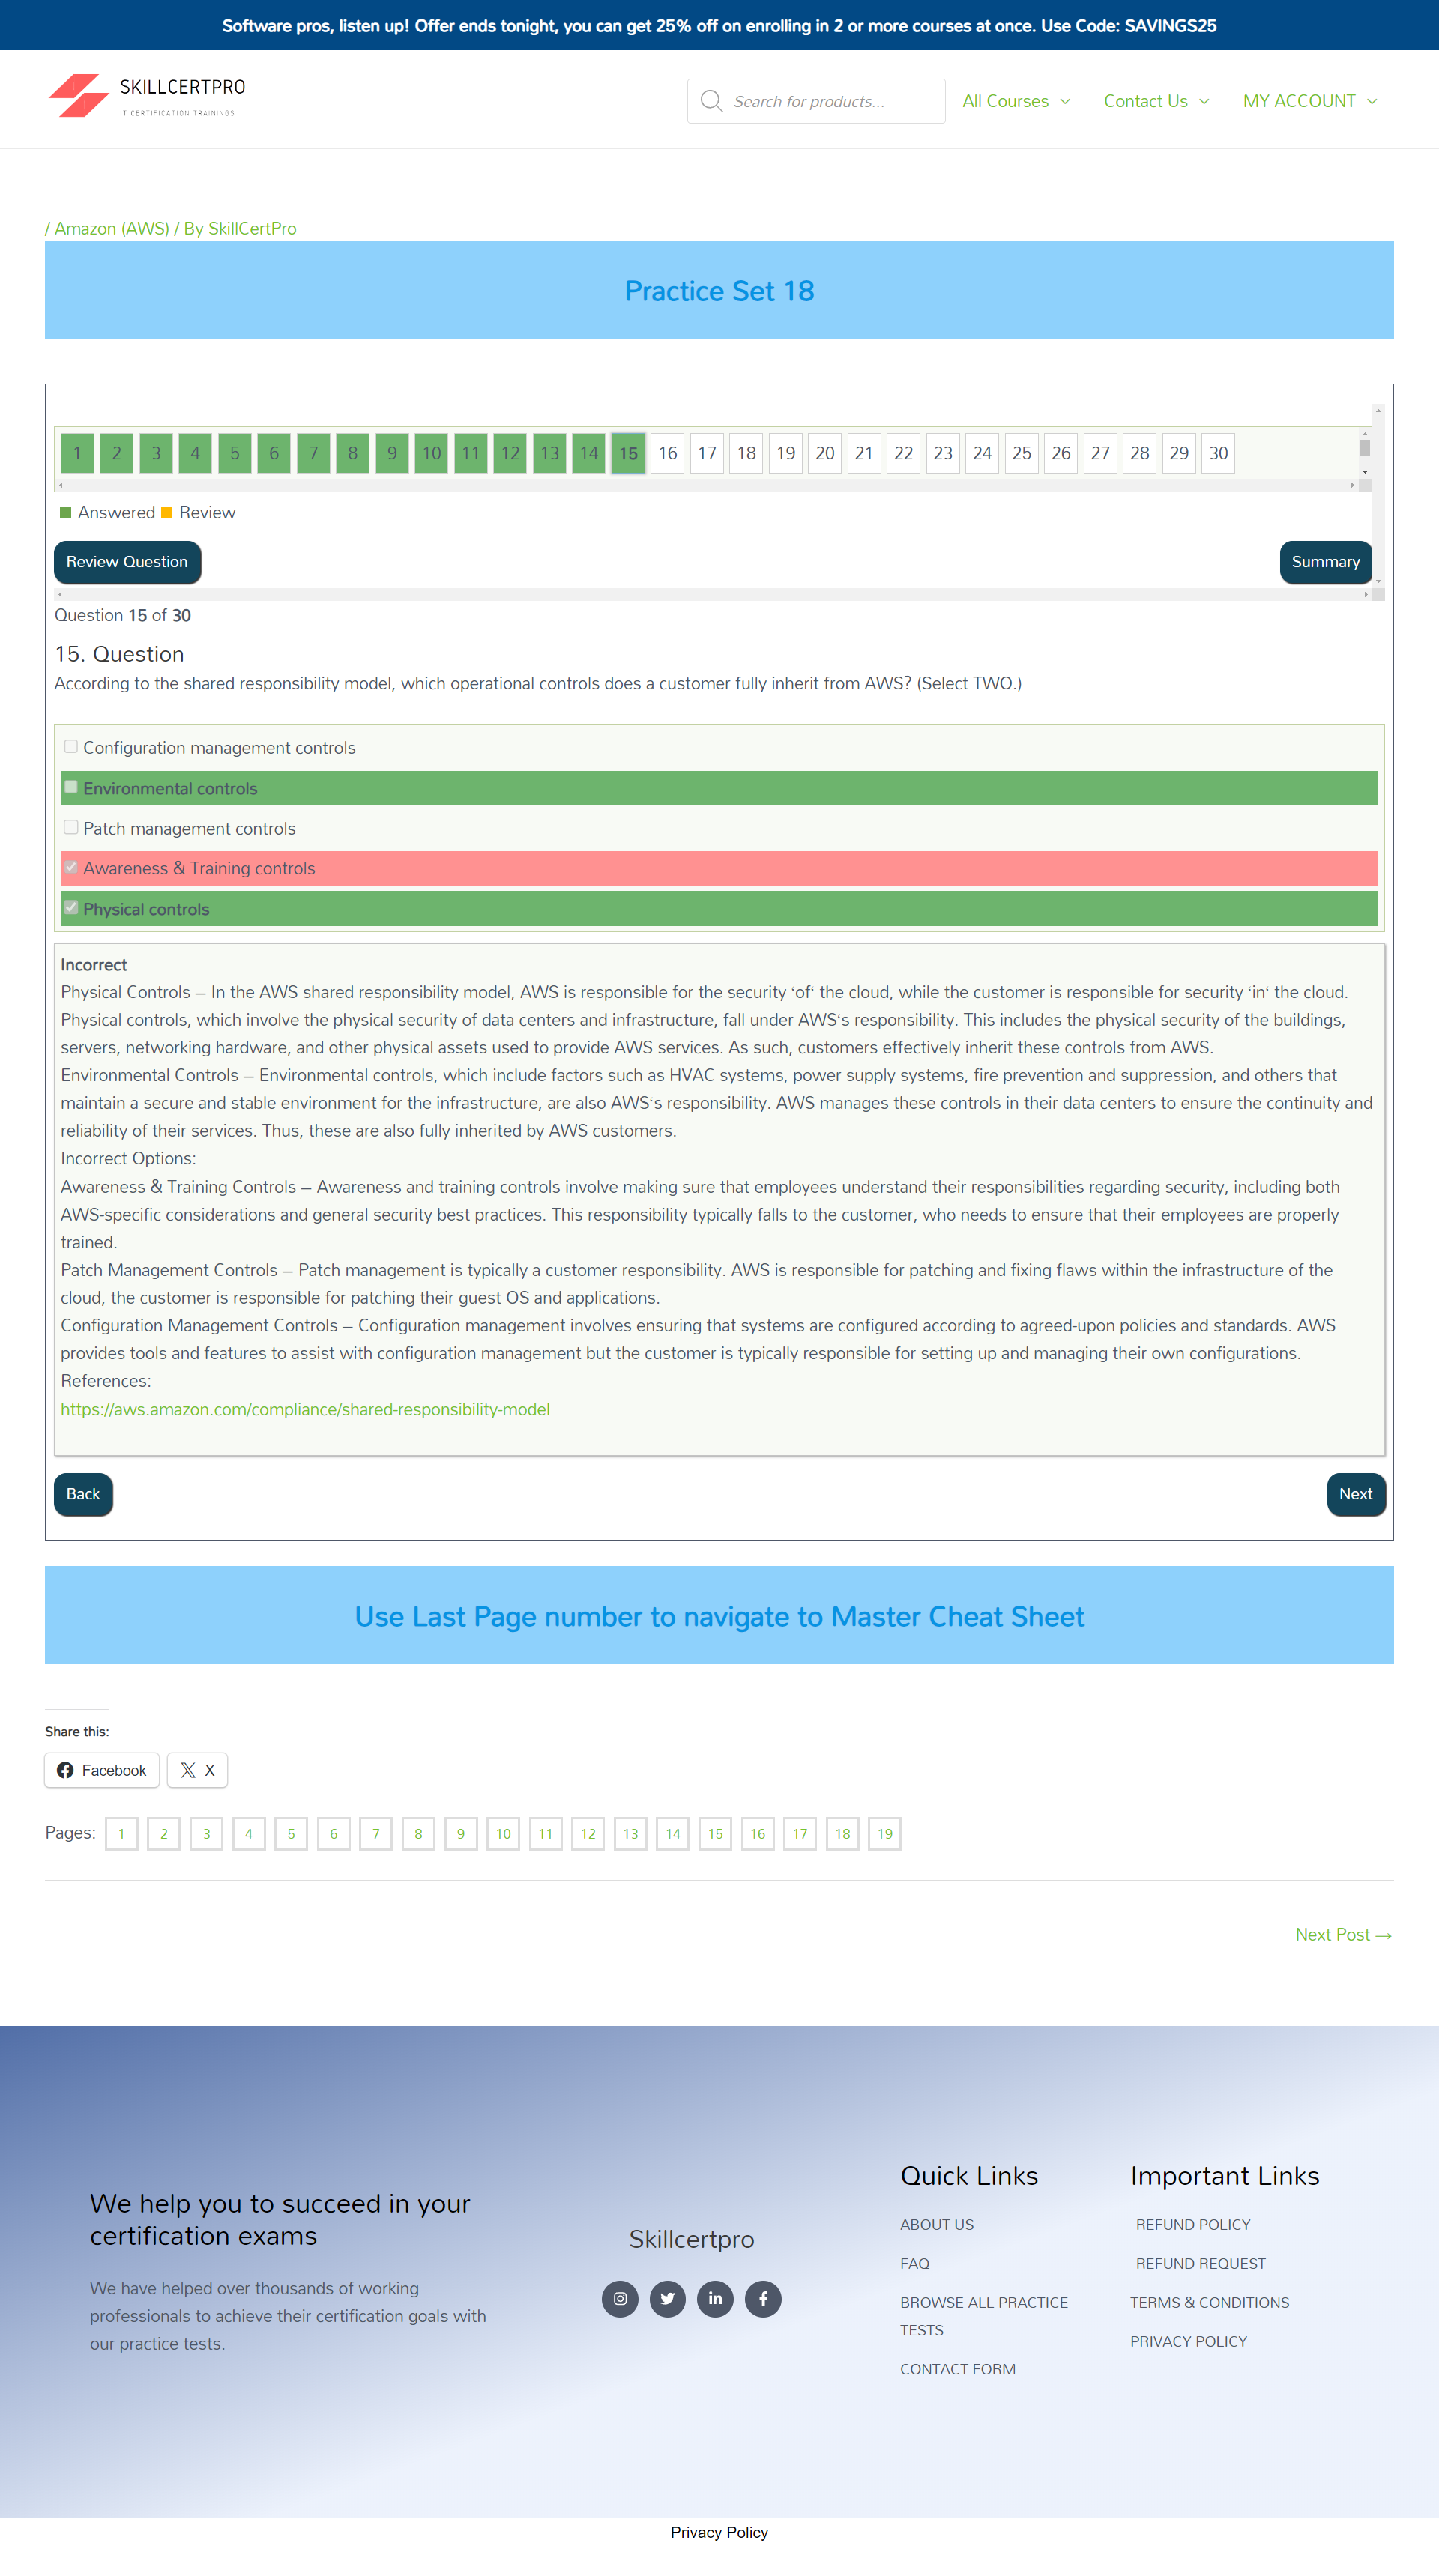 Software pros, listen up! Offer ends tonight, you can get 25% off on enrolling in 2 or more courses at once. Use Code: SAVINGS25
SKILLCERTPRO
IT CERTIFICATION TRAININGS
Search for products...
All Courses
Contact Us
MY ACCOUNT
/ Amazon (AWS) / By SkillCertPro
Practice Set 18
1 2 3 4 5 6 7 8 9 10 11 12 13 14 15 16 17 18 19 20 21 22 23 24 25 26 27 28 29 30
Answered Review
Review Question
Summary
Question 15 of 30
15. Question
According to the shared responsibility model, which operational controls does a customer fully inherit from AWS? (Select TWO.)
Configuration management controls
Environmental controls
Patch management controls
Awareness & Training controls
Physical controls
Incorrect
Physical Controls – In the AWS shared responsibility model, AWS is responsible for the security ‘of‘ the cloud, while the customer is responsible for security ‘in‘ the cloud.
Physical controls, which involve the physical security of data centers and infrastructure, fall under AWS‘s responsibility. This includes the physical security of the buildings,
servers, networking hardware, and other physical assets used to provide AWS services. As such, customers effectively inherit these controls from AWS.
Environmental Controls – Environmental controls, which include factors such as HVAC systems, power supply systems, fire prevention and suppression, and others that
maintain a secure and stable environment for the infrastructure, are also AWS‘s responsibility. AWS manages these controls in their data centers to ensure the continuity and
reliability of their services. Thus, these are also fully inherited by AWS customers.
Incorrect Options:
Awareness & Training Controls – Awareness and training controls involve making sure that employees understand their responsibilities regarding security, including both
AWS-specific considerations and general security best practices. This responsibility typically falls to the customer, who needs to ensure that their employees are properly
trained.
Patch Management Controls – Patch management is typically a customer responsibility. AWS is responsible for patching and fixing flaws within the infrastructure of the
cloud, the customer is responsible for patching their guest OS and applications.
Configuration Management Controls – Configuration management involves ensuring that systems are configured according to agreed-upon policies and standards. AWS
provides tools and features to assist with configuration management but the customer is typically responsible for setting up and managing their own configurations.
References:
https://aws.amazon.com/compliance/shared-responsibility-model
Back
Next
Use Last Page number to navigate to Master Cheat Sheet
Share this:
Facebook
X
Pages: 1 2 3 4 5 6 7 8 9 10 11 12 13 14 15 16 17 18 19
Next Post →
We help you to succeed in your
certification exams
We have helped over thousands of working
professionals to achieve their certification goals with
our practice tests.
Skillcertpro
Quick Links
ABOUT US
FAQ
BROWSE ALL PRACTICE
TESTS
CONTACT FORM
Important Links
REFUND POLICY
REFUND REQUEST
TERMS & CONDITIONS
PRIVACY POLICY
Privacy Policy